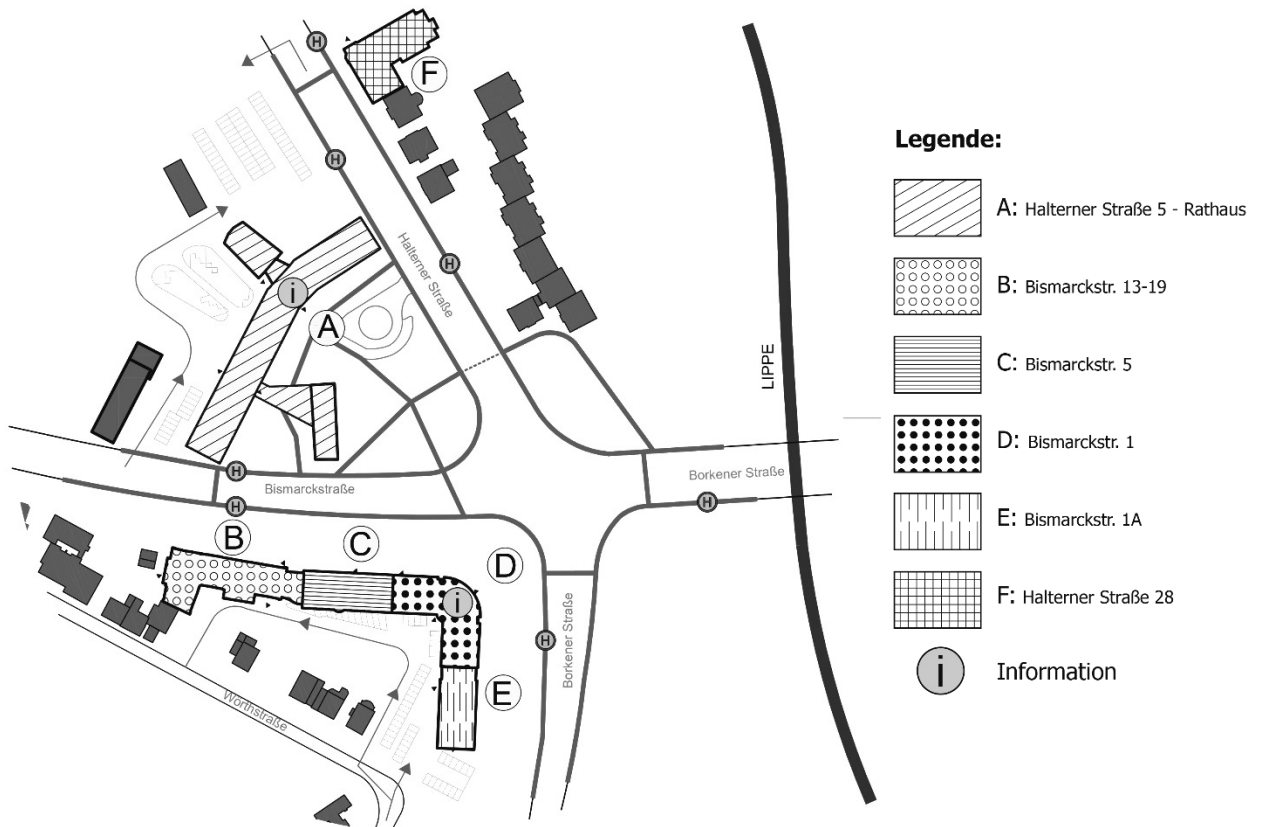 H
F
H
H
Halterner Straße
H
i
A
LIPPE
H
Bismarckstraße
H
Borkener Straße
H
B
C
D
i
H
Borkener Straße
E
Wörthstraße
Legende:
A: Halterner Straße 5 - Rathaus
B: Bismarckstr. 13-19
C: Bismarckstr. 5
D: Bismarckstr. 1
E: Bismarckstr. 1A
F: Halterner Straße 28
i Information